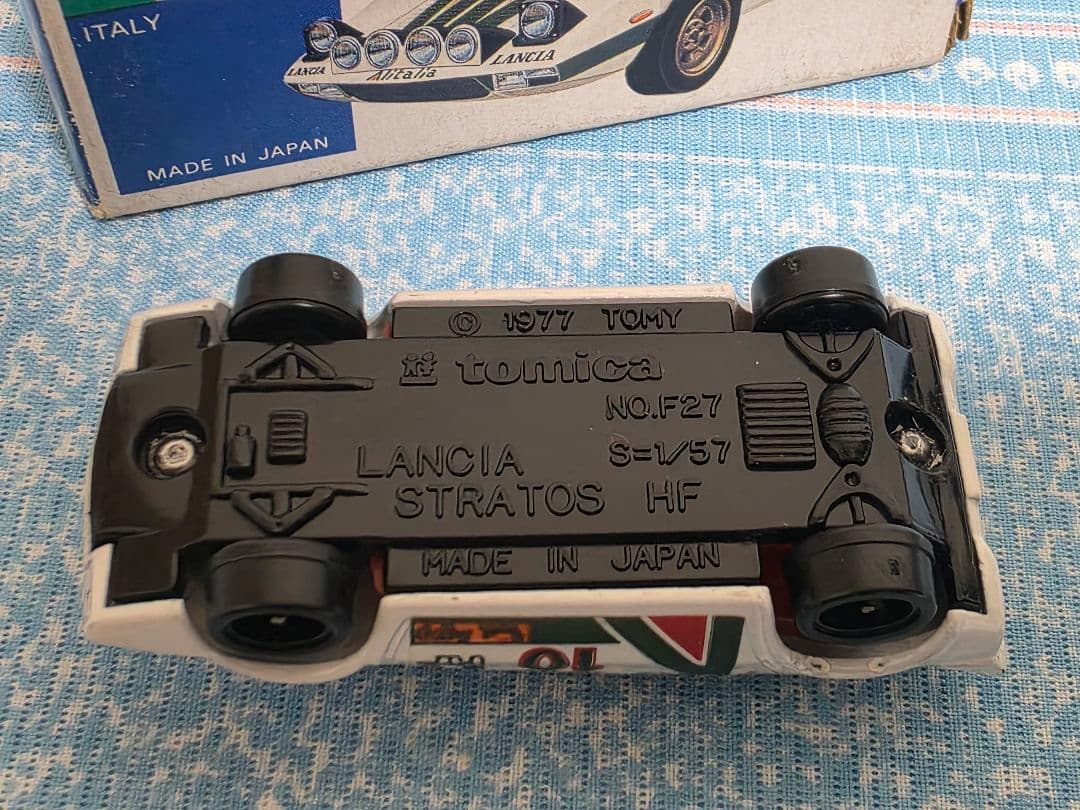 ITALY
LANCIA
Alitalia
LANCIA
MADE IN JAPAN
© 1977 TOMY
tomica
NO.F27
S=1/57
LANCIA
STRATOS HF
MADE IN JAPAN
10